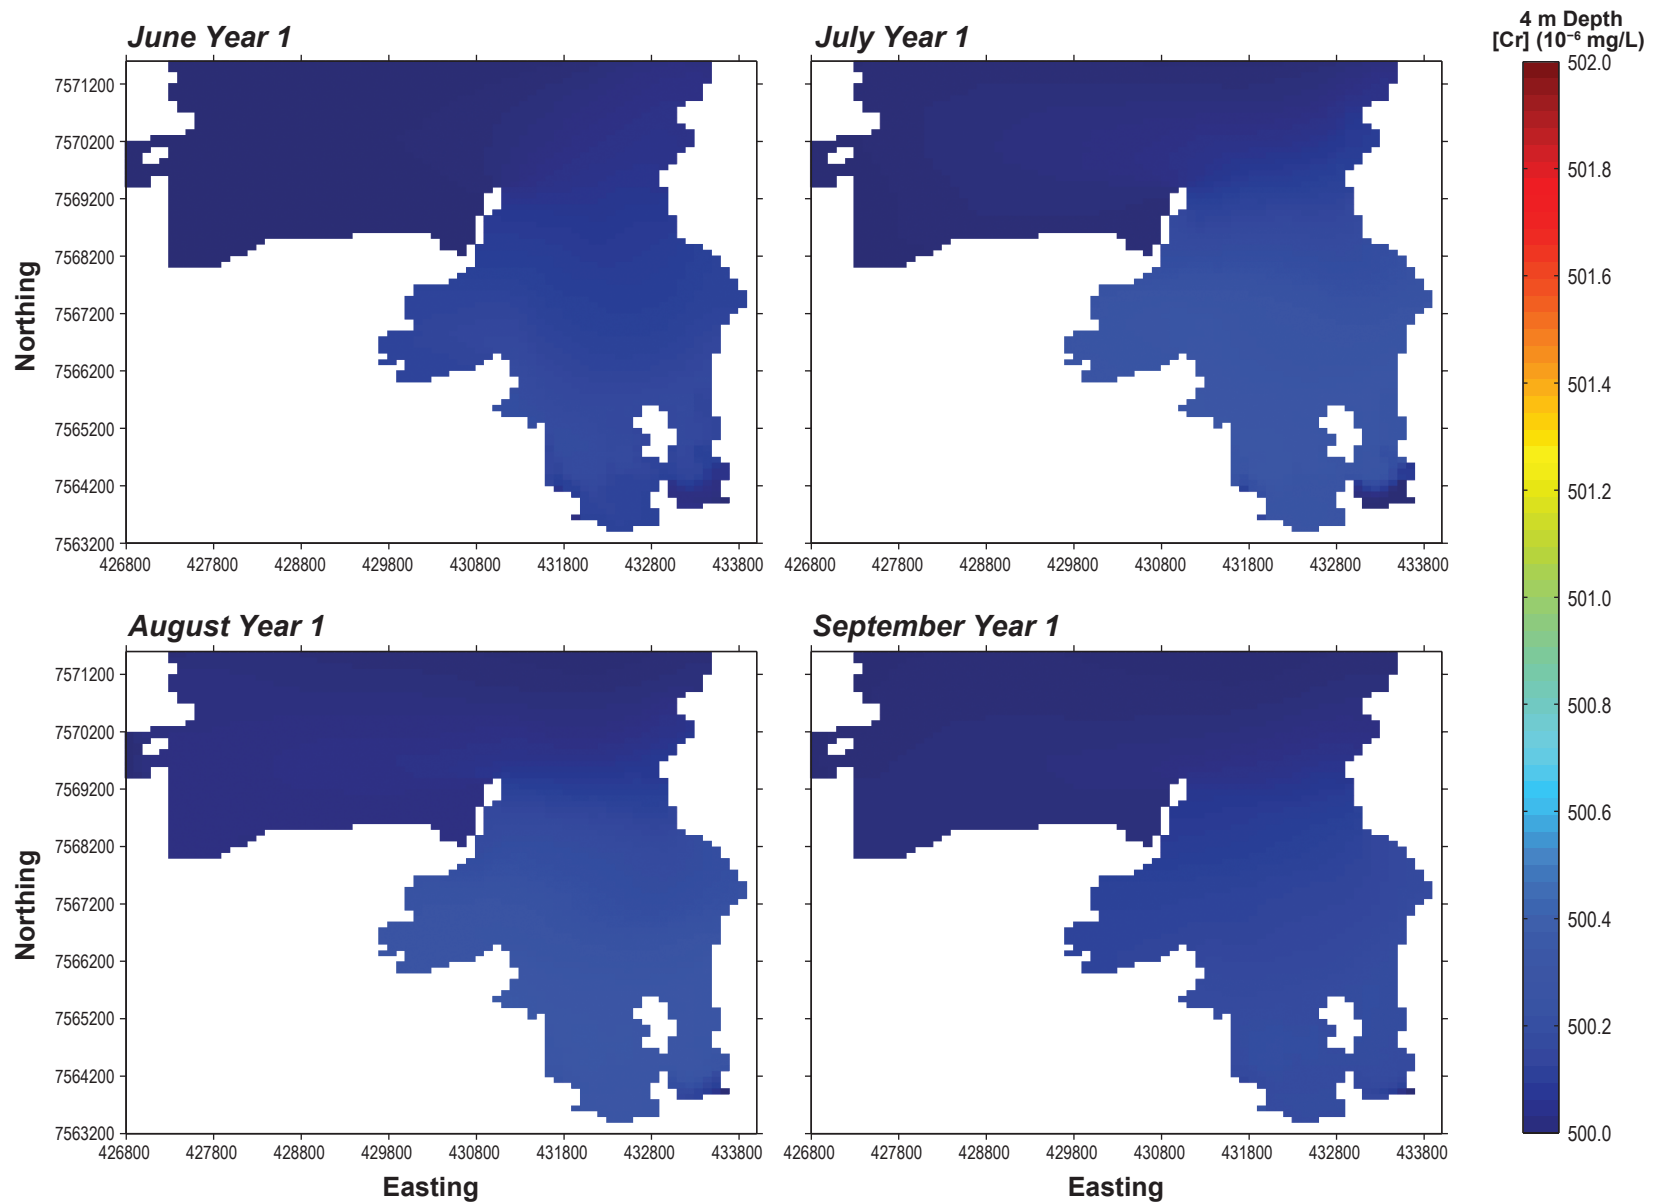 June Year 1
July Year 1
4 m Depth
[Cr] (10⁻⁶ mg/L)
7571200
7570200
7569200
7568200
7567200
7566200
7565200
7564200
7563200
Northing
426800 427800 428800 429800 430800 431800 432800 433800
426800 427800 428800 429800 430800 431800 432800 433800
502.0
501.8
501.6
501.4
501.2
501.0
500.8
500.6
500.4
500.2
500.0
August Year 1
September Year 1
7571200
7570200
7569200
7568200
7567200
7566200
7565200
7564200
7563200
Northing
426800 427800 428800 429800 430800 431800 432800 433800
426800 427800 428800 429800 430800 431800 432800 433800
Easting
Easting